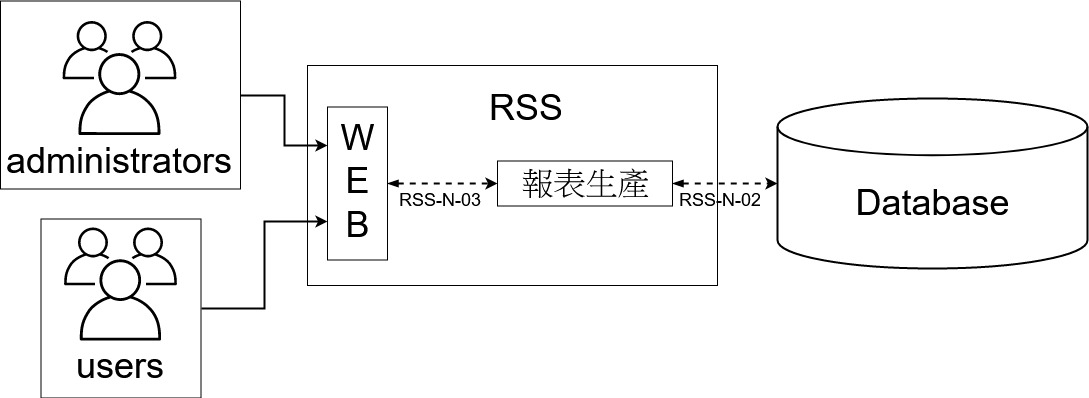 administrators
users
RSS
W
E
B
RSS-N-03
報表生產
RSS-N-02
Database